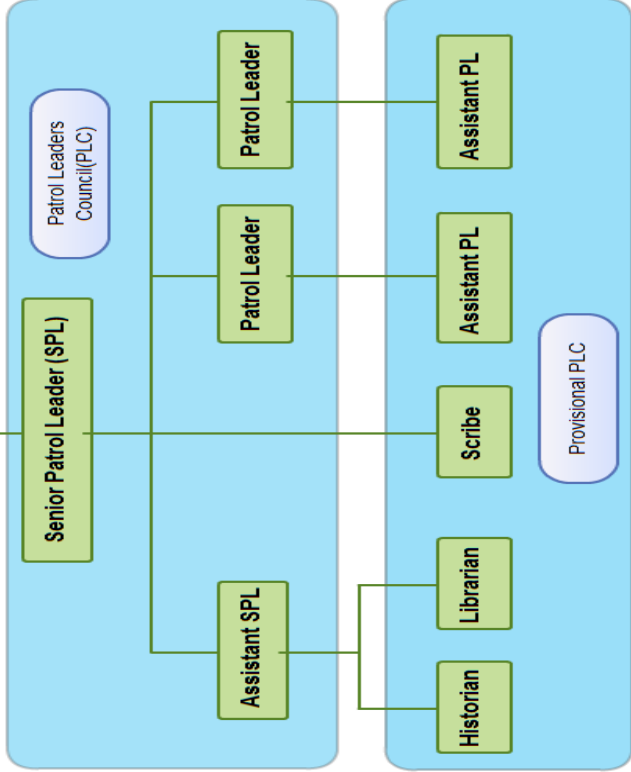 Senior Patrol Leader (SPL)
Patrol Leaders
Council(PLC)
Assistant SPL
Patrol Leader
Patrol Leader
Historian
Librarian
Scribe
Assistant PL
Assistant PL
Provisional PLC